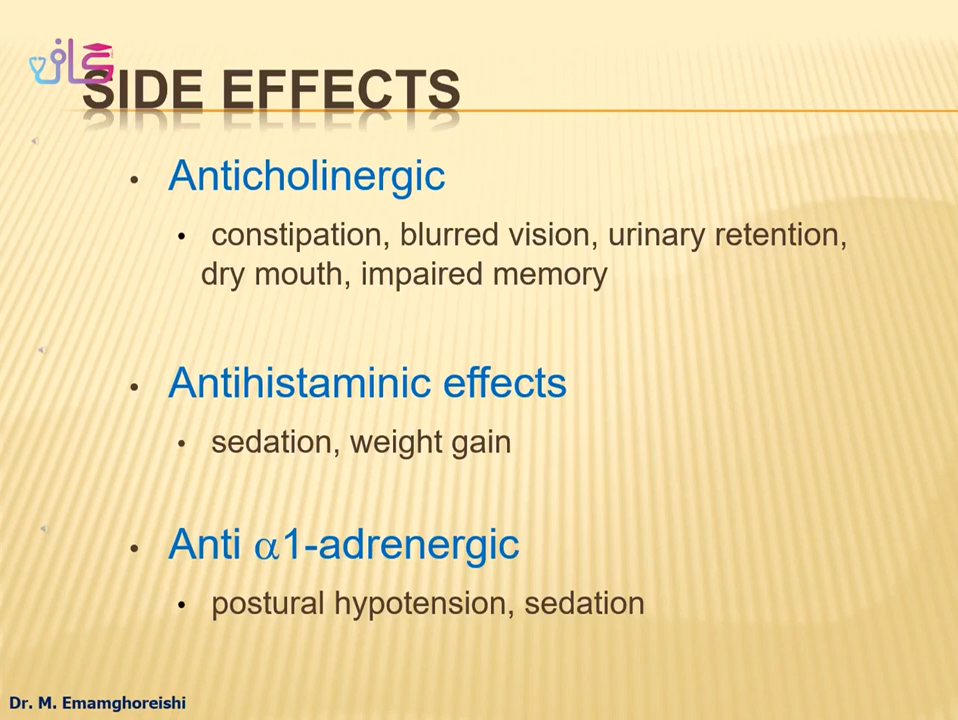 گاف
SIDE EFFECTS
• Anticholinergic
• constipation, blurred vision, urinary retention,
dry mouth, impaired memory
• Antihistaminic effects
• sedation, weight gain
• Anti α1-adrenergic
• postural hypotension, sedation
Dr. M. Emamghoreishi